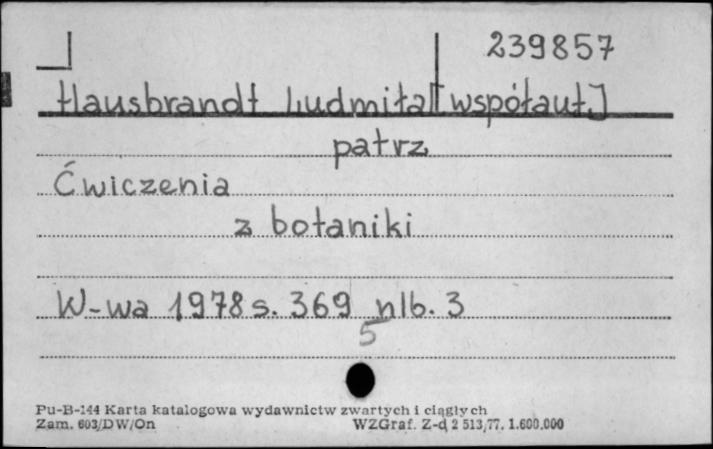 239857
Hausbrandt Ludmiła [współaut.]
patrz
Ćwiczenia
z botaniki
W-wa 1978 s. 369 nlb. 3
5
Pu-B-144 Karta katalogowa wydawnictw zwartych i ciągłych
Zam. 603/DW/On WZGraf. Z-d 2 513/77. 1.600.000